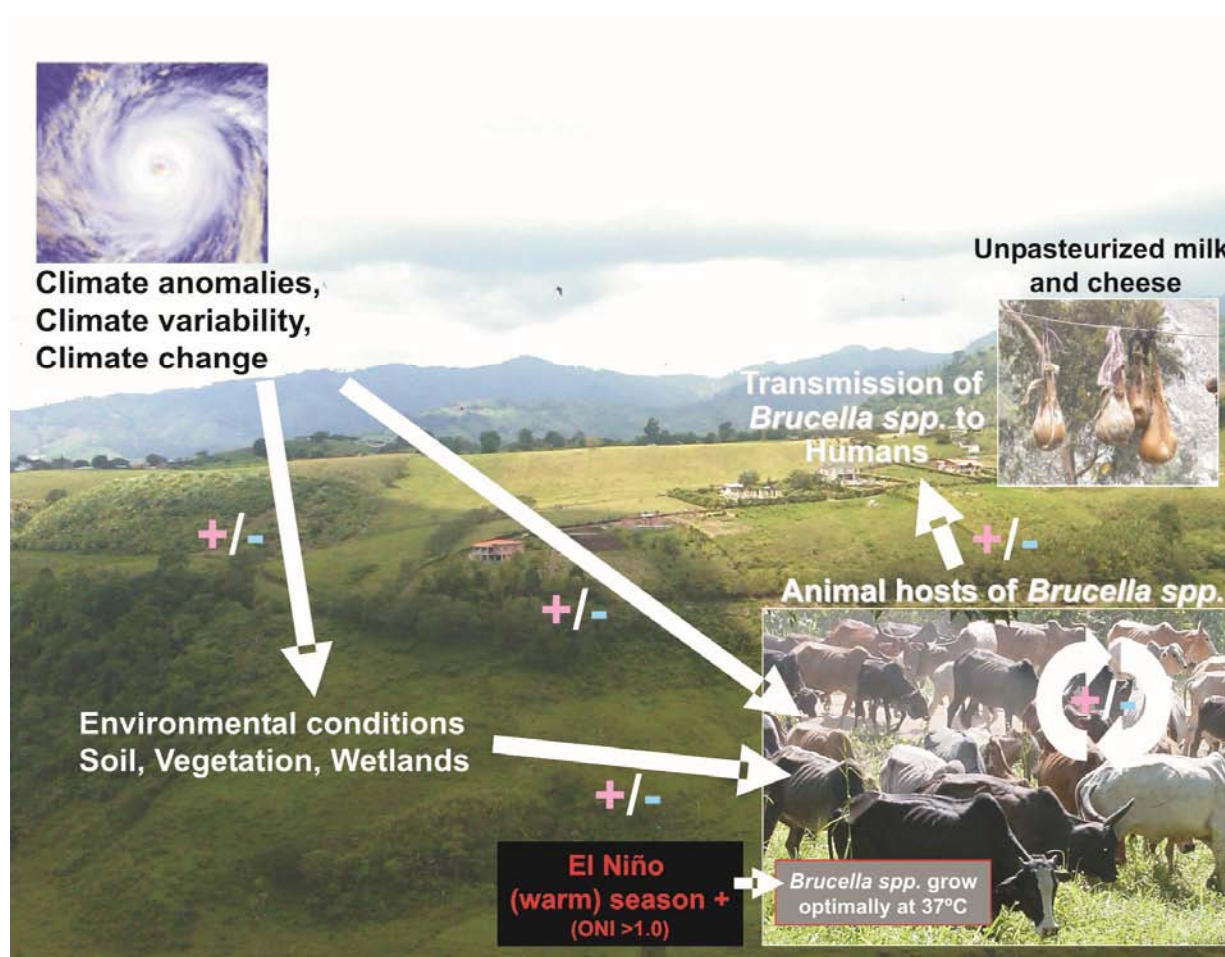 Climate anomalies,
Climate variability,
Climate change
Unpasteurized milk
and cheese
Transmission of
Brucella spp. to
Humans
+/-
+/-
+/-
Animal hosts of Brucella spp.
+/-
Environmental conditions
Soil, Vegetation, Wetlands
+/-
El Niño
(warm) season +
(ONI >1.0)
Brucella spp. grow
optimally at 37ºC